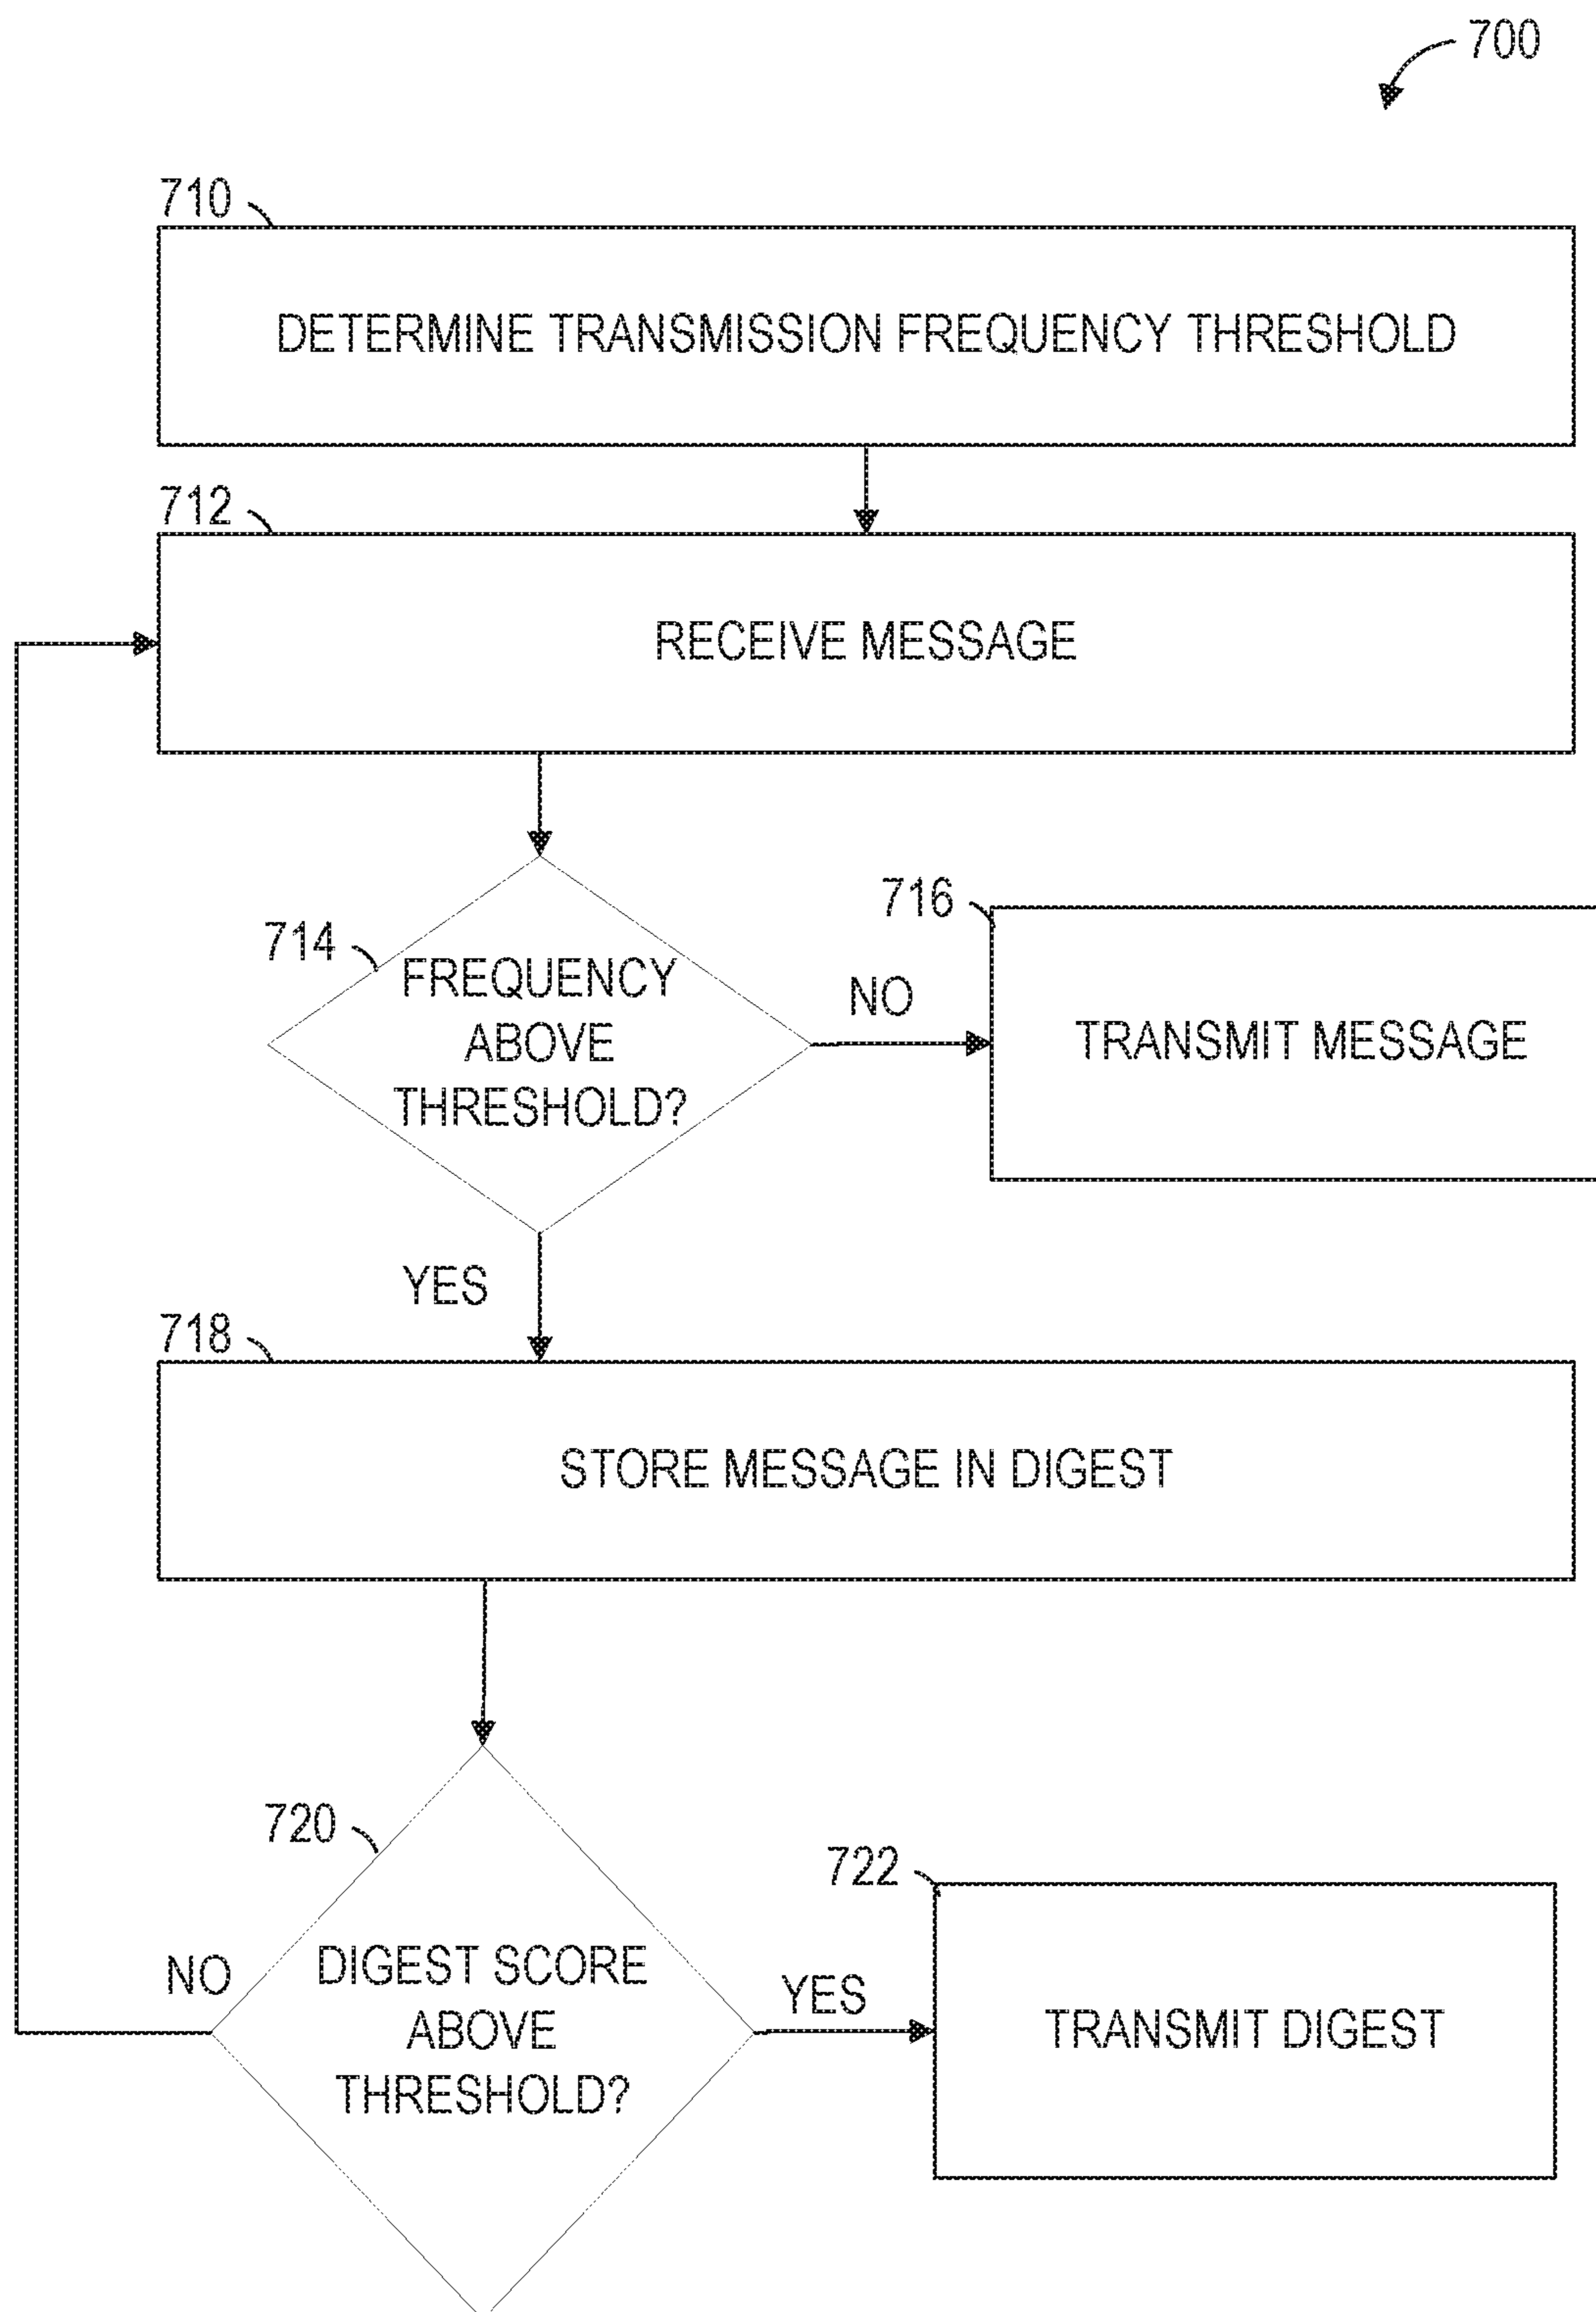 700
710
DETERMINE TRANSMISSION FREQUENCY THRESHOLD
712
RECEIVE MESSAGE
714
FREQUENCY
ABOVE
THRESHOLD?
NO
716
TRANSMIT MESSAGE
YES
718
STORE MESSAGE IN DIGEST
720
DIGEST SCORE
ABOVE
THRESHOLD?
NO
YES
722
TRANSMIT DIGEST